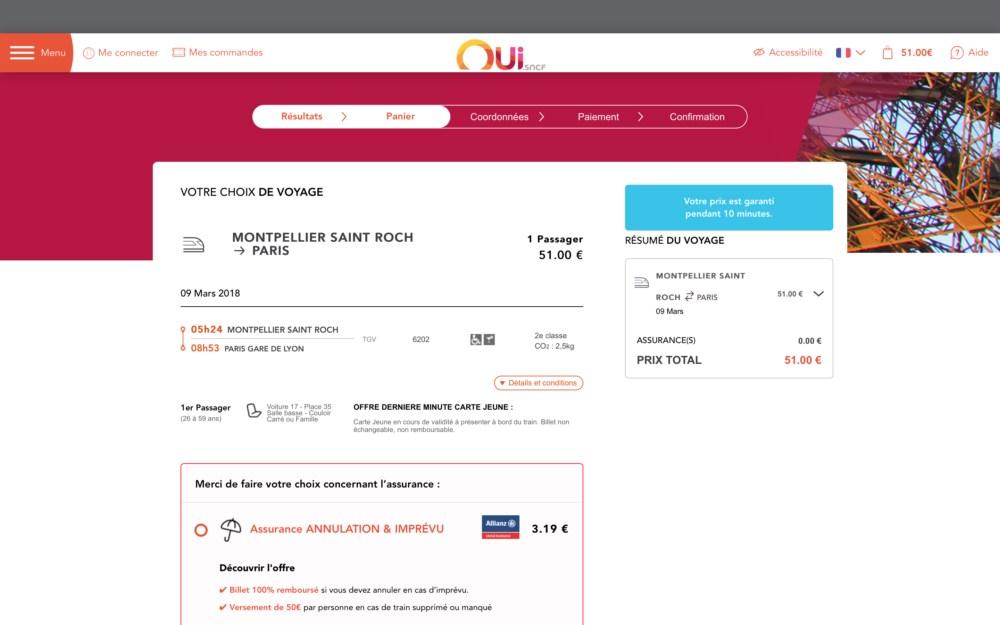 Menu
Me connecter
Mes commandes
OUi.sncf
Accessibilité
51.00€
Aide
Résultats
Panier
Coordonnées
Paiement
Confirmation
VOTRE CHOIX DE VOYAGE
MONTPELLIER SAINT ROCH
→ PARIS
1 Passager
51.00 €
09 Mars 2018
05h24 MONTPELLIER SAINT ROCH
08h53 PARIS GARE DE LYON
TGV
6202
2e classe
CO2 : 2,5kg
Détails et conditions
1er Passager
(26 à 59 ans)
Voiture 17 - Place 35
Salle basse - Couloir
Carré ou Famille
OFFRE DERNIERE MINUTE CARTE JEUNE :
Carte Jeune en cours de validité à présenter à bord du train. Billet non
échangeable, non remboursable.
Merci de faire votre choix concernant l’assurance :
Assurance ANNULATION & IMPRÉVU
Allianz
Global Assistance
3.19 €
Découvrir l'offre
✔ Billet 100% remboursé si vous devez annuler en cas d’imprévu.
✔ Versement de 50€ par personne en cas de train supprimé ou manqué
Votre prix est garanti
pendant 10 minutes.
RÉSUMÉ DU VOYAGE
MONTPELLIER SAINT
ROCH ⇄ PARIS
51.00 €
09 Mars
ASSURANCE(S)
0.00 €
PRIX TOTAL
51.00 €